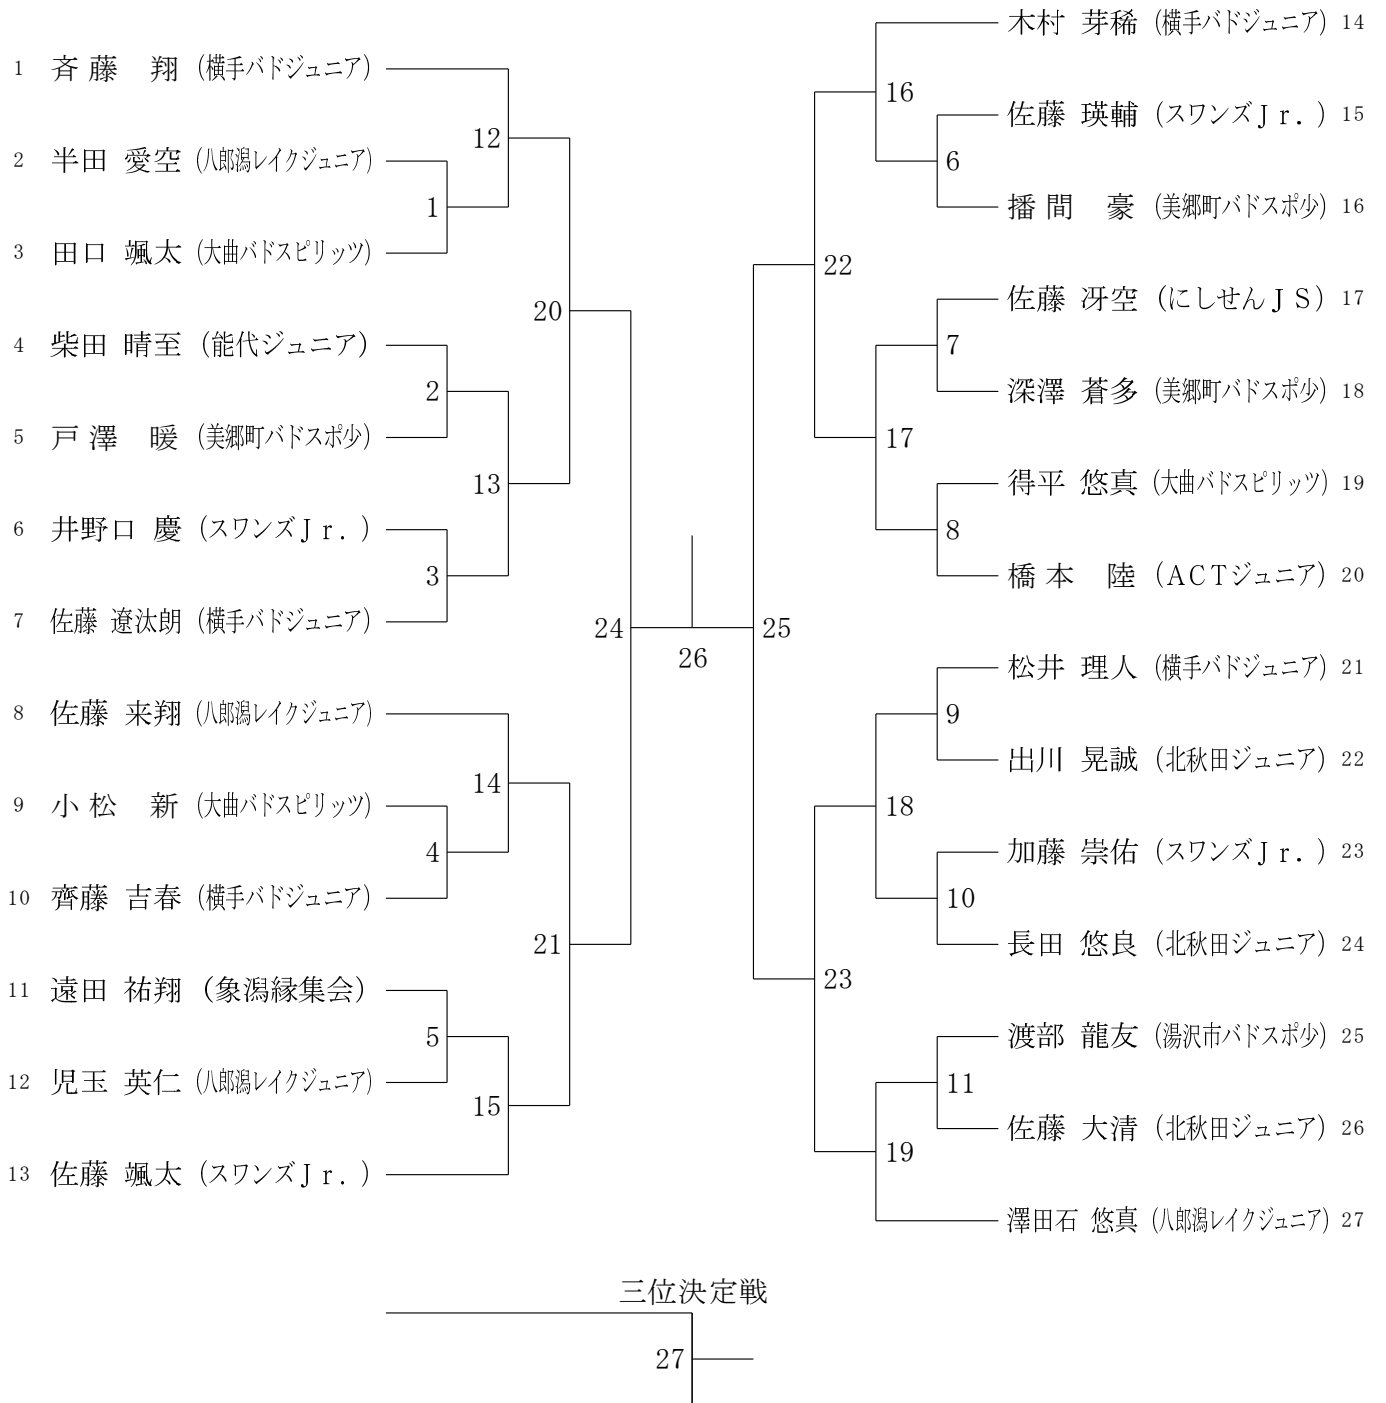 1 斉藤 翔 (横手バドジュニア)
2 半田 愛空 (八郎潟レイクジュニア)
3 田口 颯太 (大曲バドスピリッツ)
4 柴田 晴至 (能代ジュニア)
5 戸澤 暖 (美郷町バドスポ少)
6 井野口 慶 (スワンズJr.)
7 佐藤 遼汰朗 (横手バドジュニア)
8 佐藤 来翔 (八郎潟レイクジュニア)
9 小松 新 (大曲バドスピリッツ)
10 齊藤 吉春 (横手バドジュニア)
11 遠田 祐翔 (象潟縁集会)
12 児玉 英仁 (八郎潟レイクジュニア)
13 佐藤 颯太 (スワンズJr.)
12
1
20
2
13
3
24
14
4
21
5
15
26
25
16
6
22
7
17
8
9
18
10
23
11
19
木村 芽稀 (横手バドジュニア) 14
佐藤 瑛輔 (スワンズJr.) 15
播間 豪 (美郷町バドスポ少) 16
佐藤 冴空 (にしせんJS) 17
深澤 蒼多 (美郷町バドスポ少) 18
得平 悠真 (大曲バドスピリッツ) 19
橋本 陸 (ACTジュニア) 20
松井 理人 (横手バドジュニア) 21
出川 晃誠 (北秋田ジュニア) 22
加藤 崇佑 (スワンズJr.) 23
長田 悠良 (北秋田ジュニア) 24
渡部 龍友 (湯沢市バドスポ少) 25
佐藤 大清 (北秋田ジュニア) 26
澤田石 悠真 (八郎潟レイクジュニア) 27
三位決定戦
27